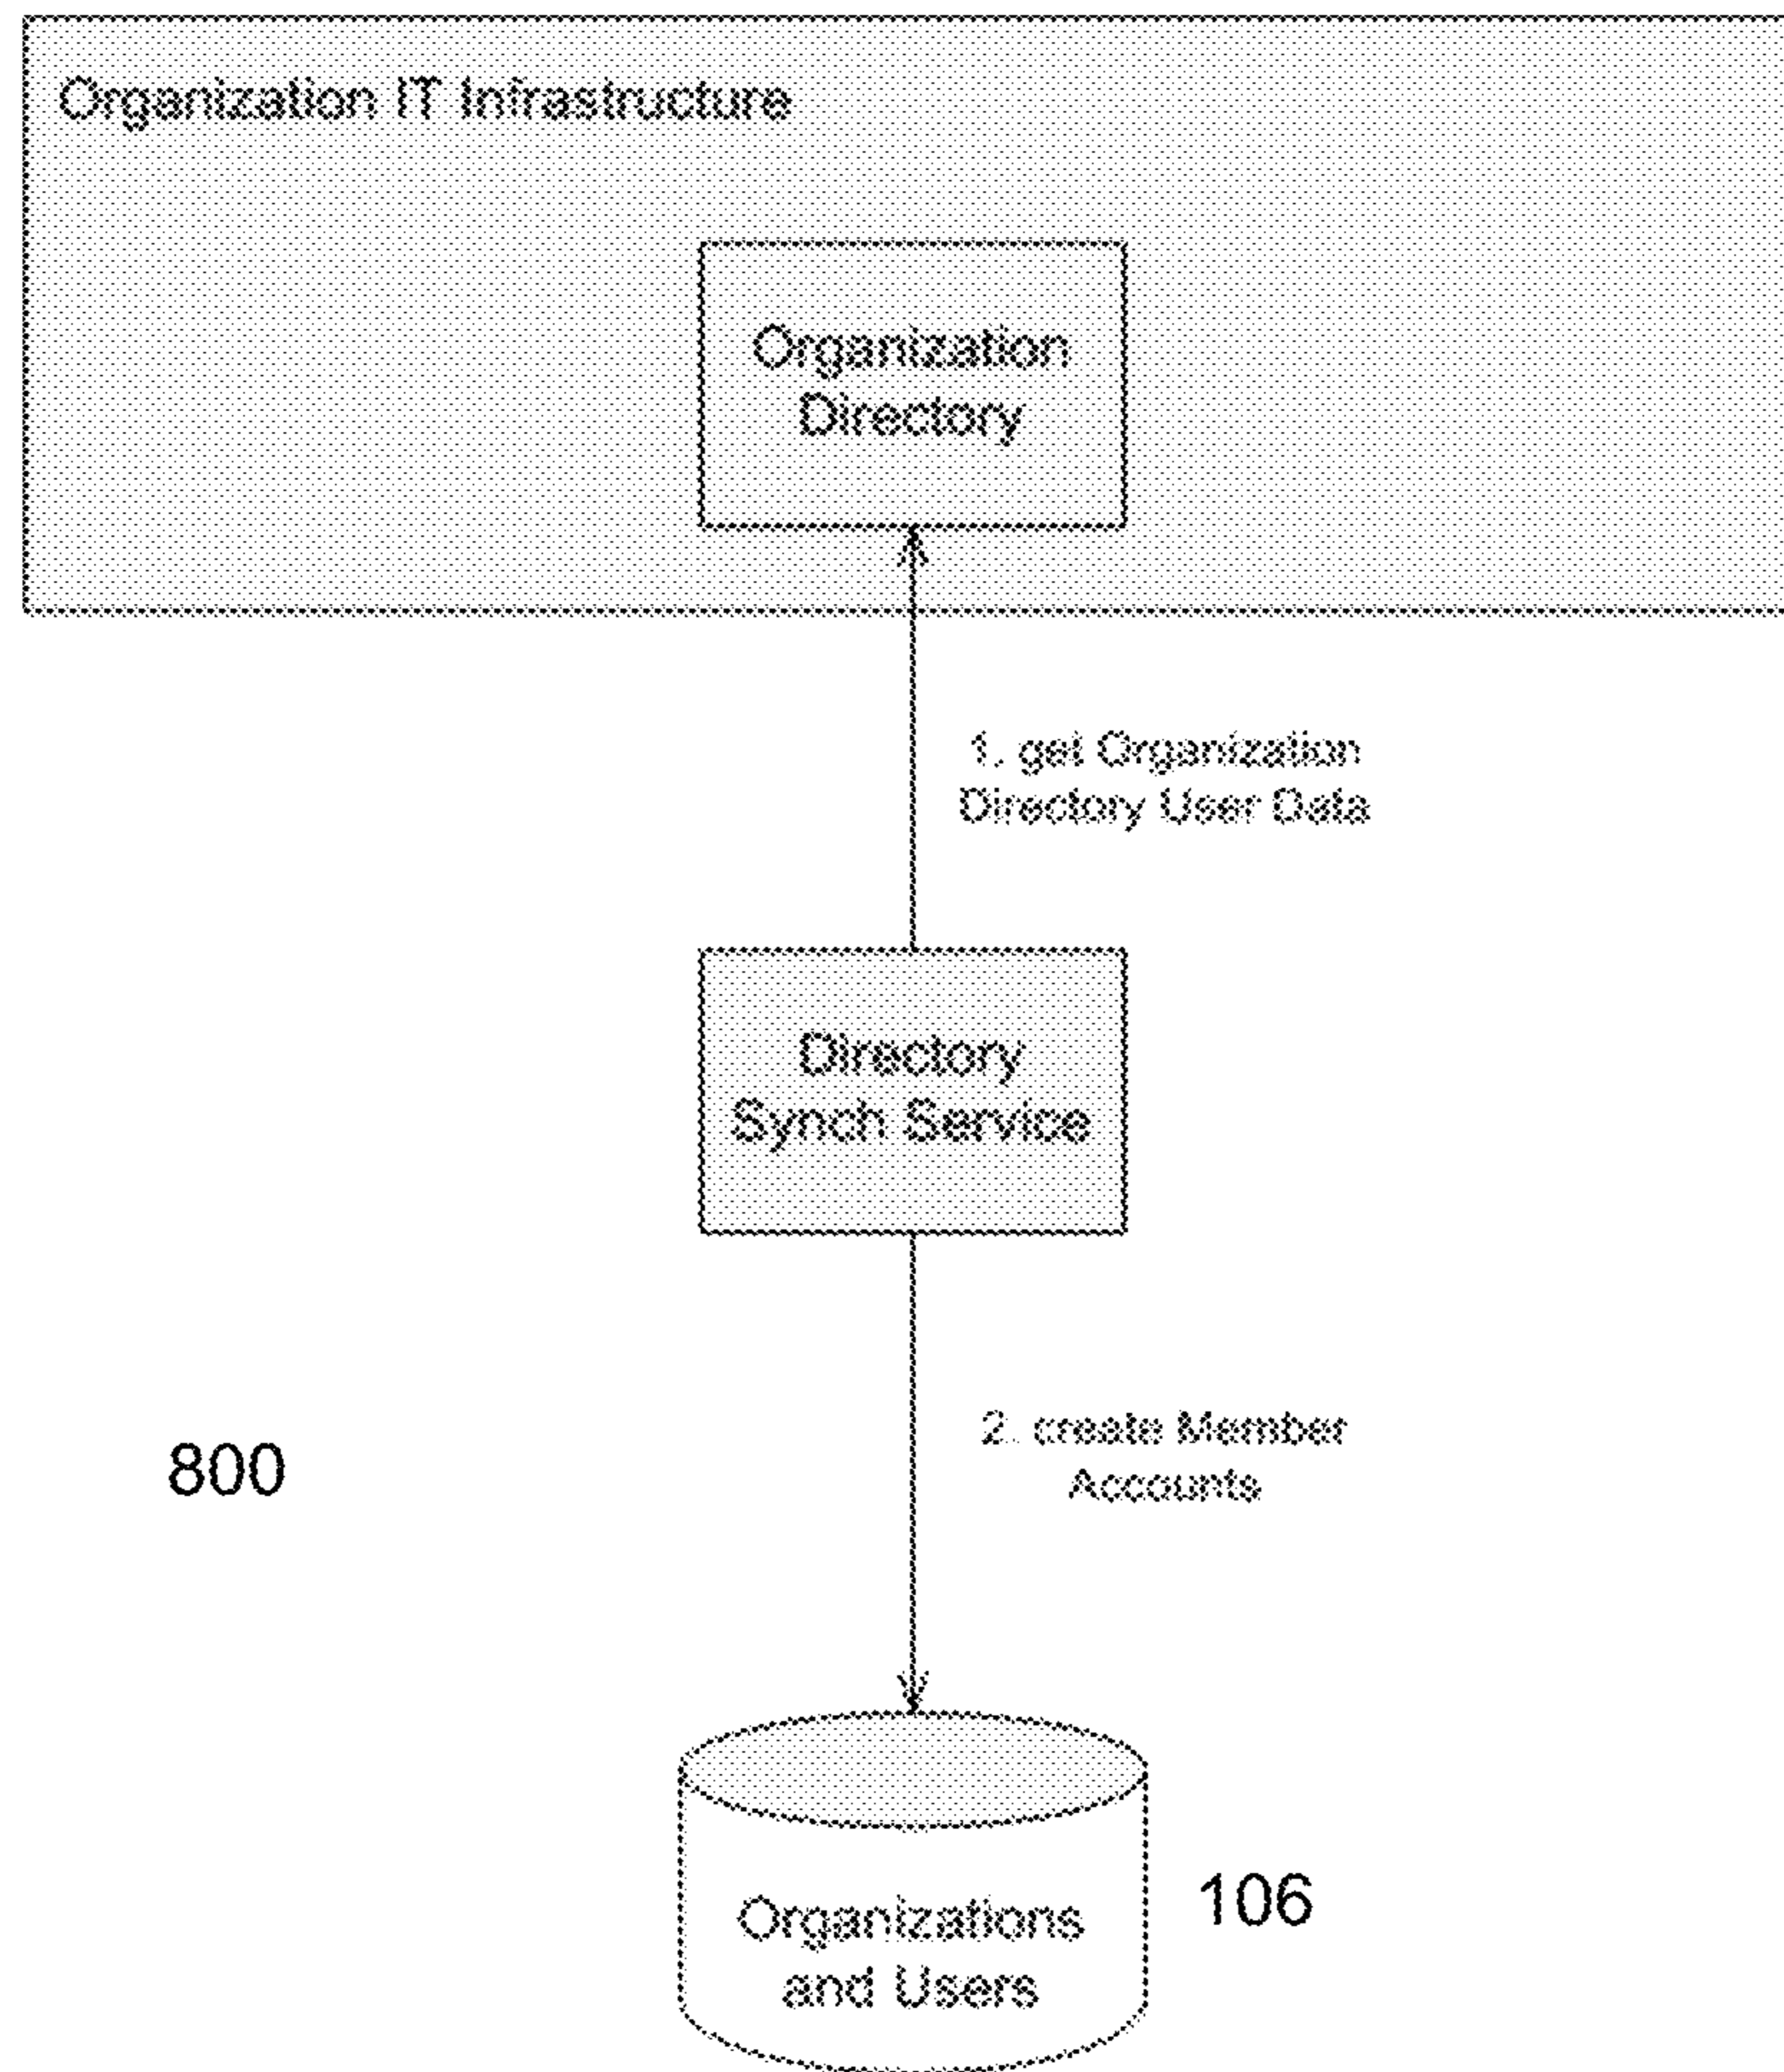 Organization IT Infrastructure
Organization
Directory
1. get Organization
Directory User Data
Directory
Synch Service
2. create Member
Accounts
800
106
Organizations
and Users